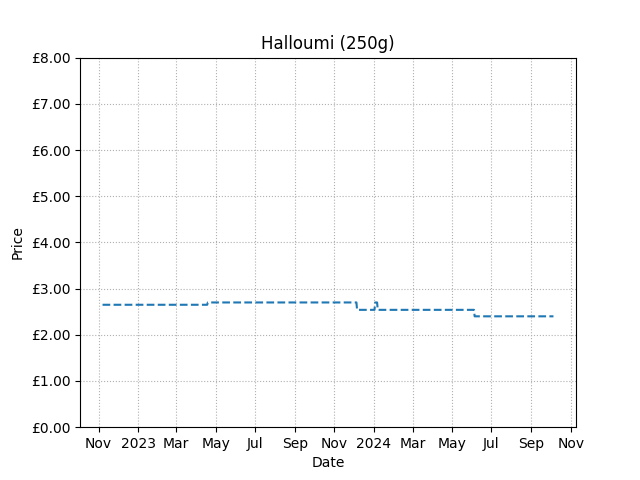 Halloumi (250g)
£8.00
£7.00
£6.00
£5.00
£4.00
£3.00
£2.00
£1.00
£0.00
Price
Nov 2023 Mar May Jul Sep Nov 2024 Mar May Jul Sep Nov
Date